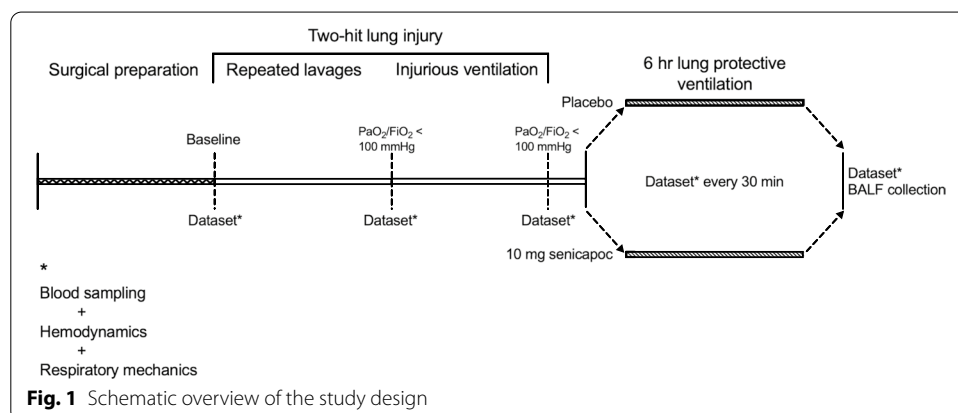 Two-hit lung injury
Surgical preparation
Repeated lavages
Injurious ventilation
6 hr lung protective
ventilation
Placebo
Baseline
PaO₂/FiO₂ <
100 mmHg
PaO₂/FiO₂ <
100 mmHg
Dataset*
Dataset*
Dataset*
Dataset* every 30 min
Dataset*
BALF collection
10 mg senicapoc
*
Blood sampling
+
Hemodynamics
+
Respiratory mechanics
Fig. 1 Schematic overview of the study design